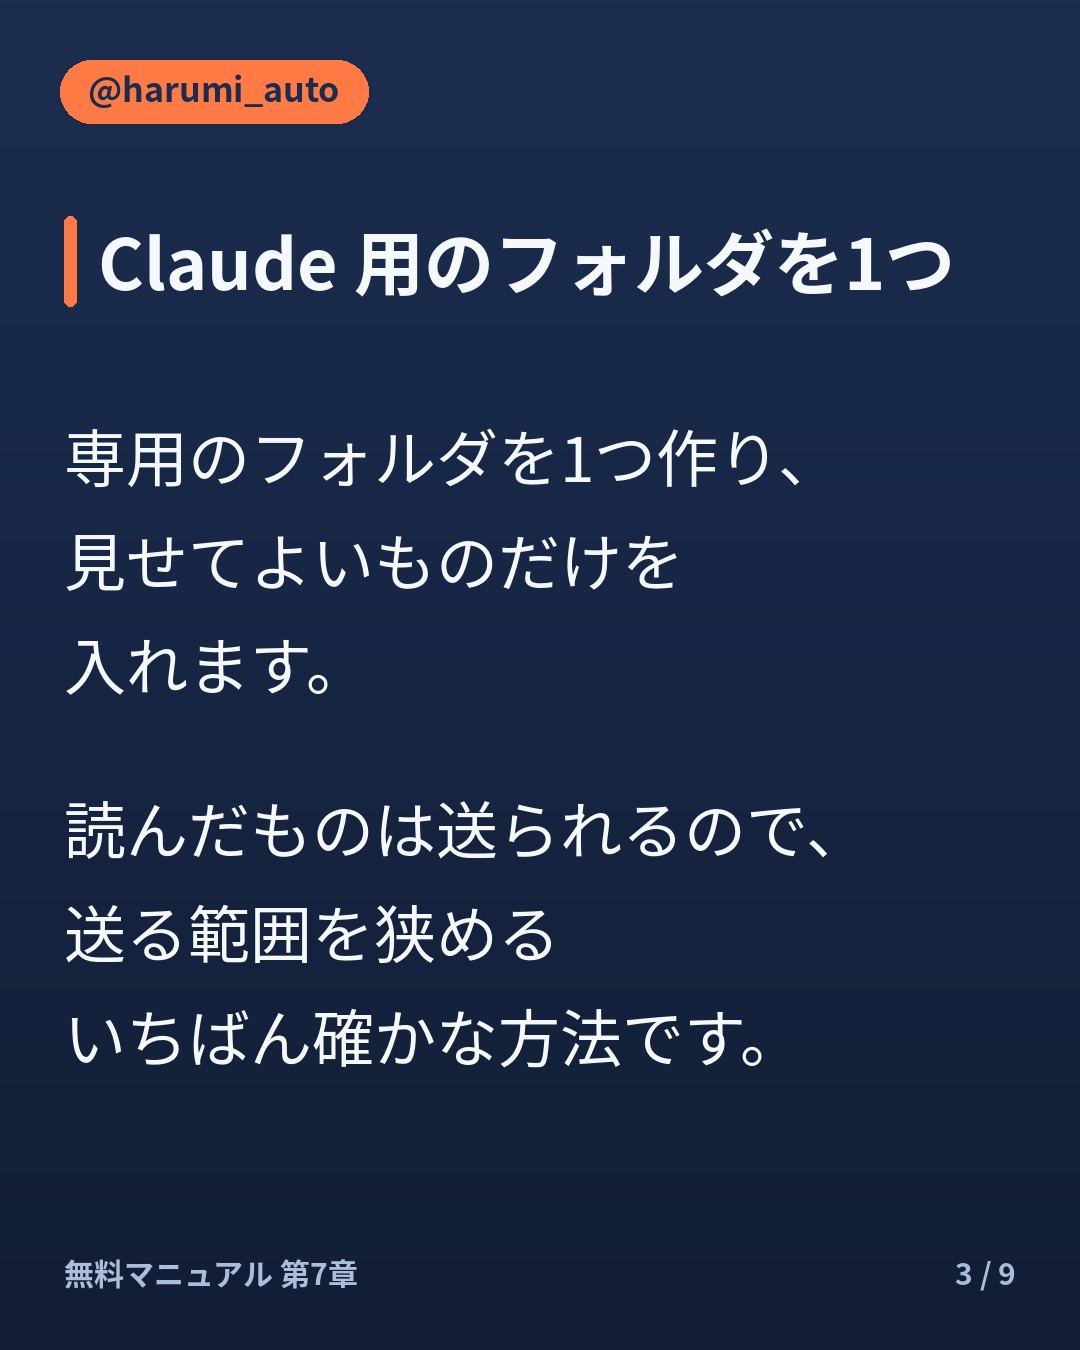 @harumi_auto
Claude 用のフォルダを1つ
専用のフォルダを1つ作り、
見せてよいものだけを
入れます。
読んだものは送られるので、
送る範囲を狭める
いちばん確かな方法です。
無料マニュアル 第7章
3 / 9